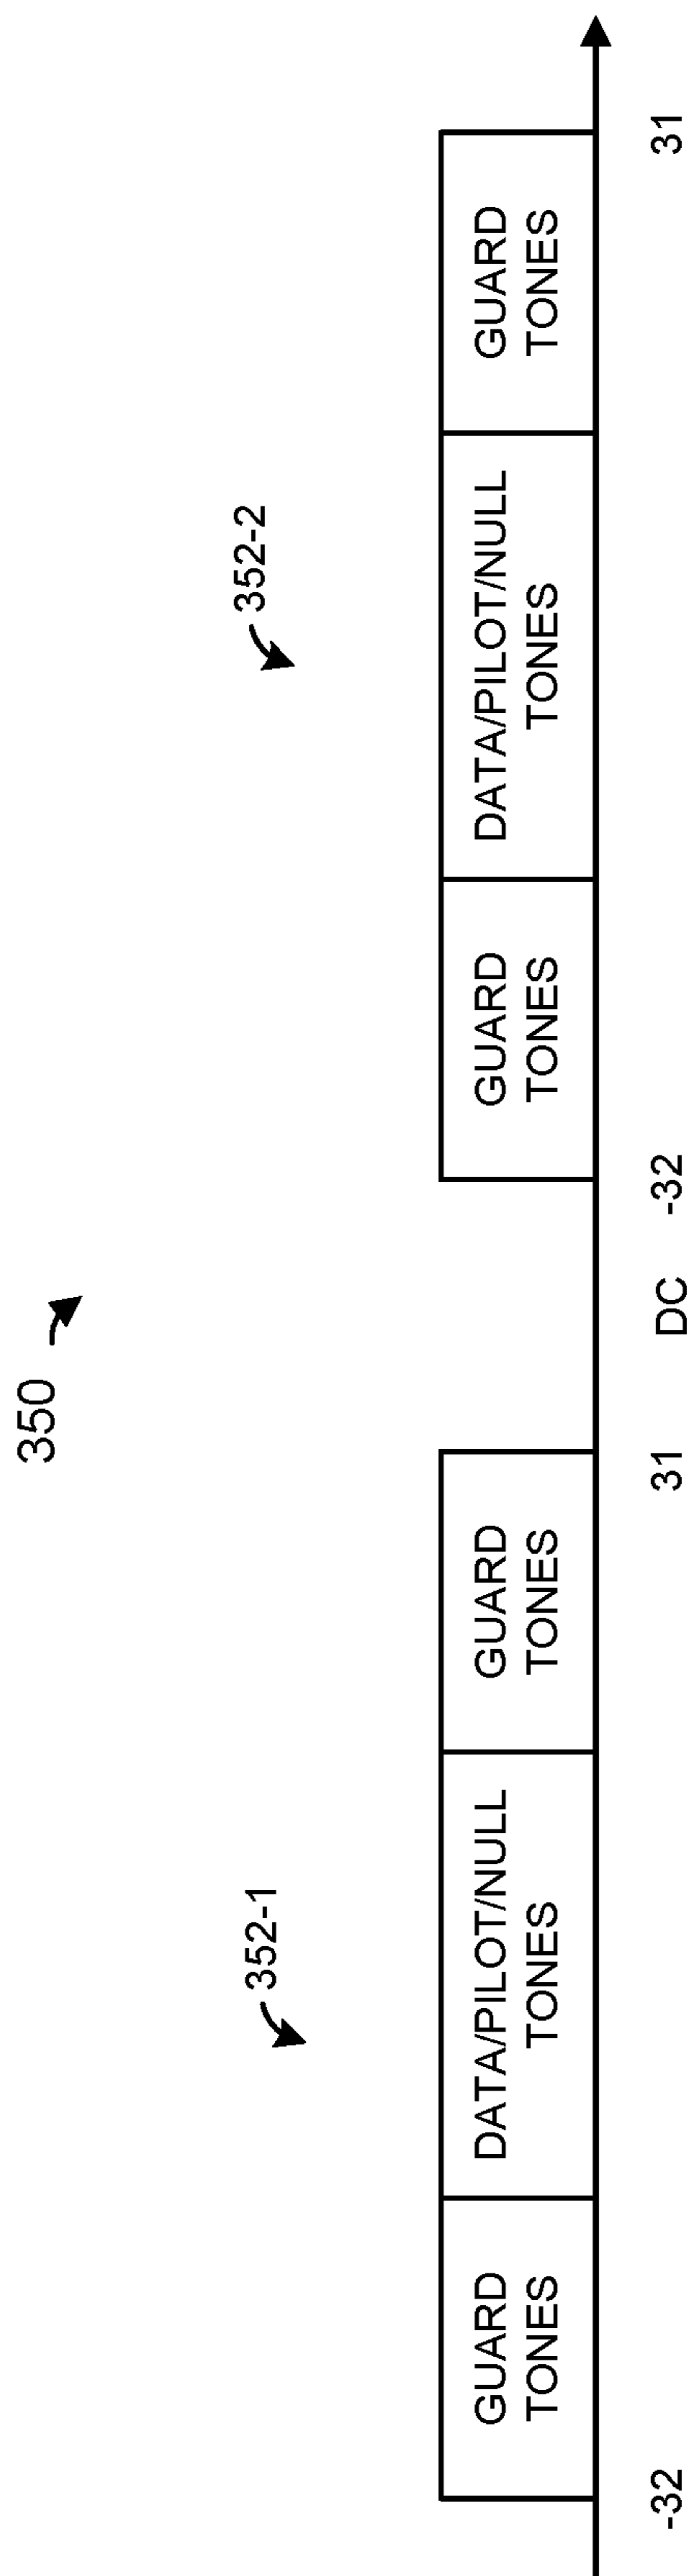 350
352-1
352-2
GUARD
TONES
DATA/PILOT/NULL
TONES
GUARD
TONES
GUARD
TONES
DATA/PILOT/NULL
TONES
GUARD
TONES
-32
31
DC
-32
31